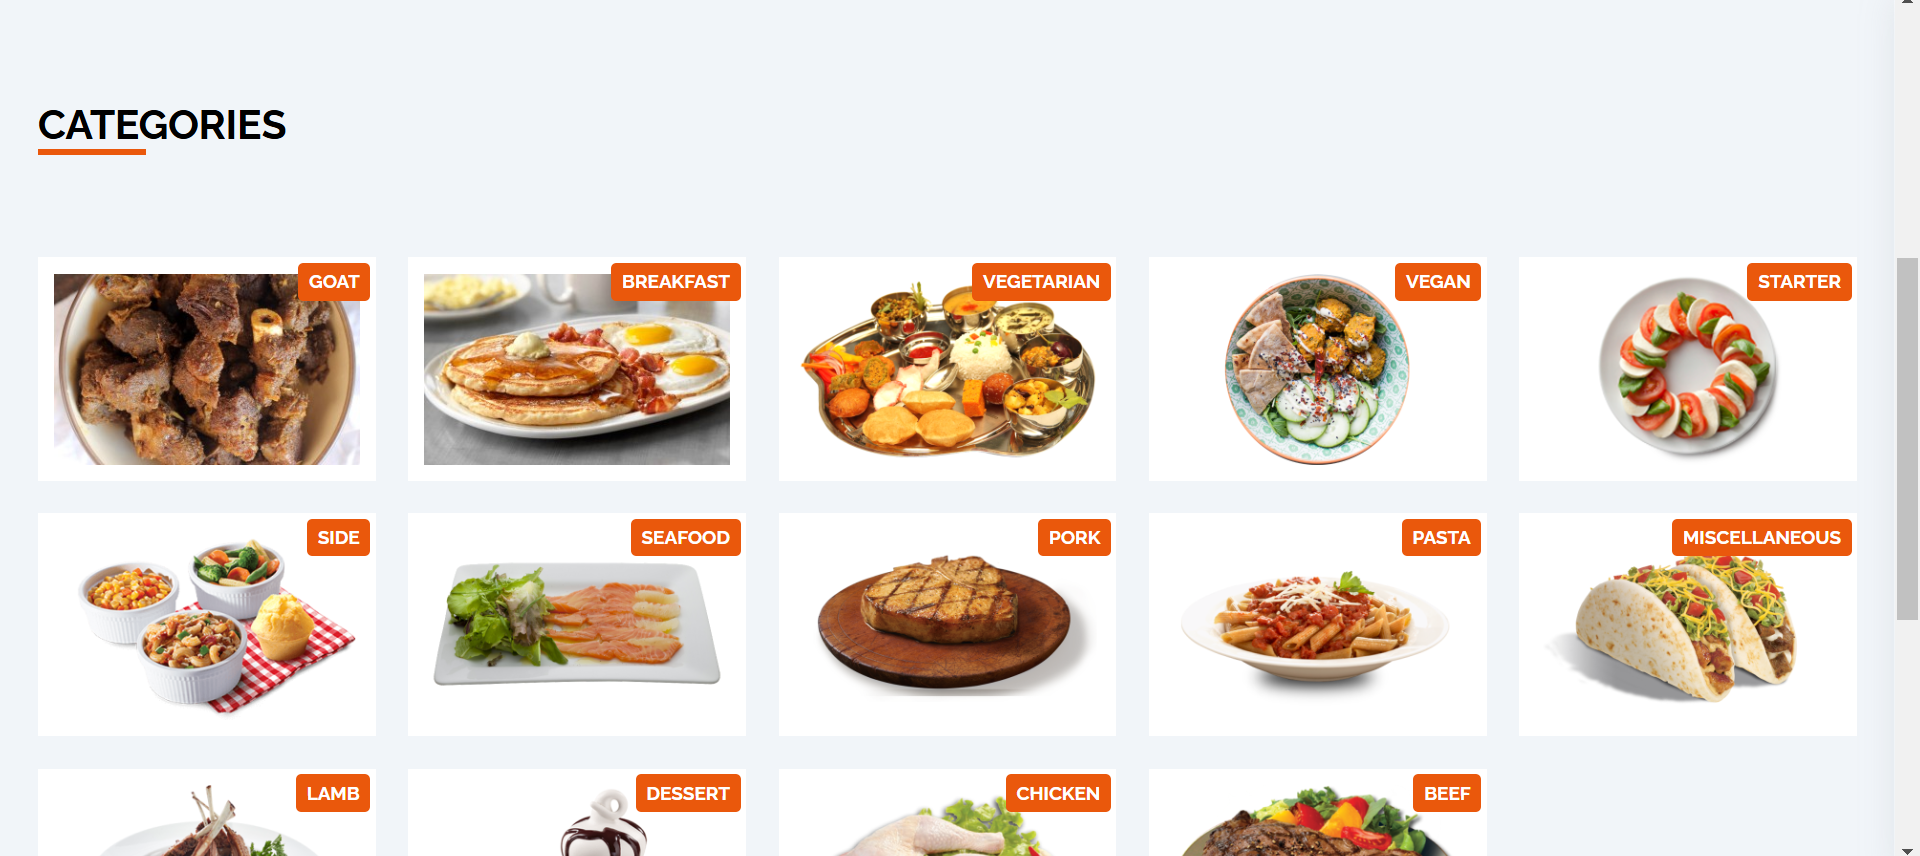 CATEGORIES
GOAT
BREAKFAST
VEGETARIAN
VEGAN
STARTER
SIDE
SEAFOOD
PORK
PASTA
MISCELLANEOUS
LAMB
DESSERT
CHICKEN
BEEF